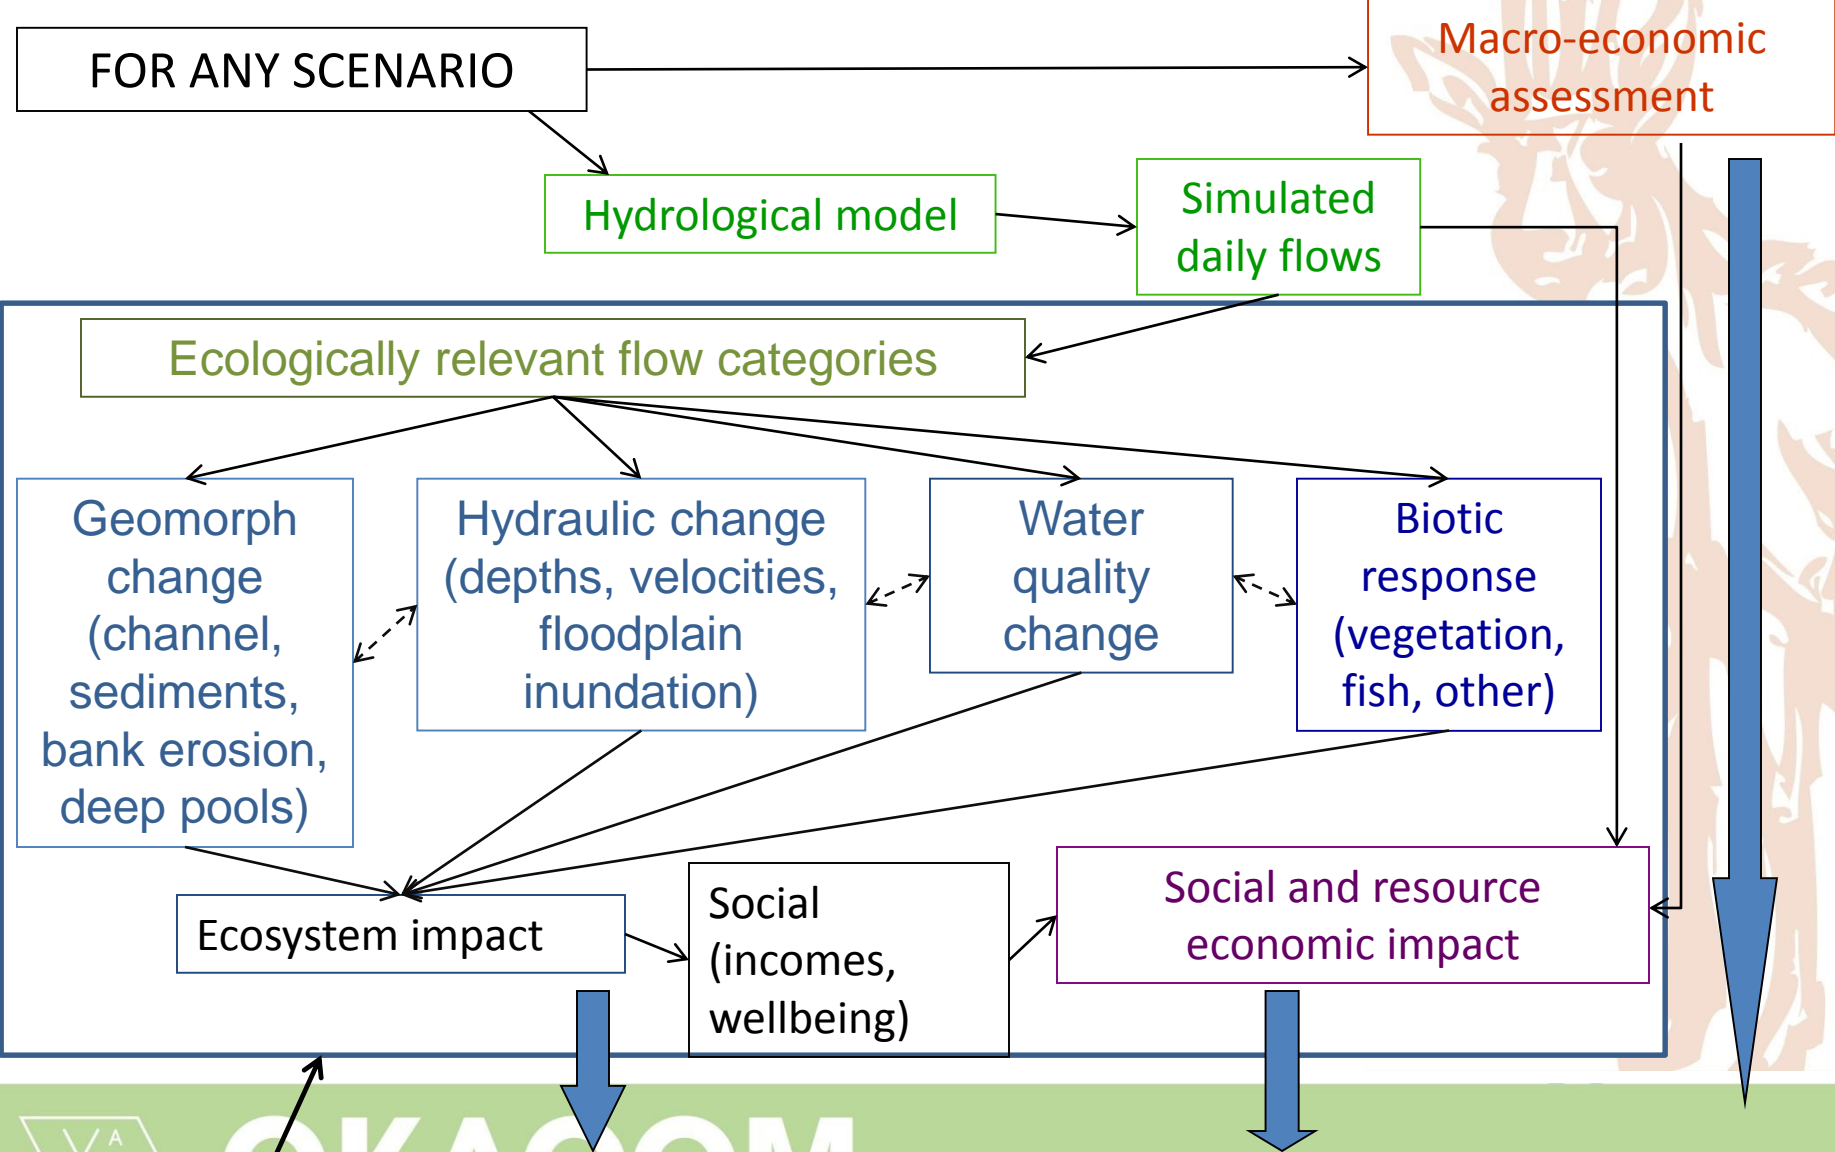 FOR ANY SCENARIO
Macro-economic
assessment
Hydrological model
Simulated
daily flows
Ecologically relevant flow categories
Geomorph
change
(channel,
sediments,
bank erosion,
deep pools)
Hydraulic change
(depths, velocities,
floodplain
inundation)
Water
quality
change
Biotic
response
(vegetation,
fish, other)
Ecosystem impact
Social
(incomes,
wellbeing)
Social and resource
economic impact
A
OKACOM